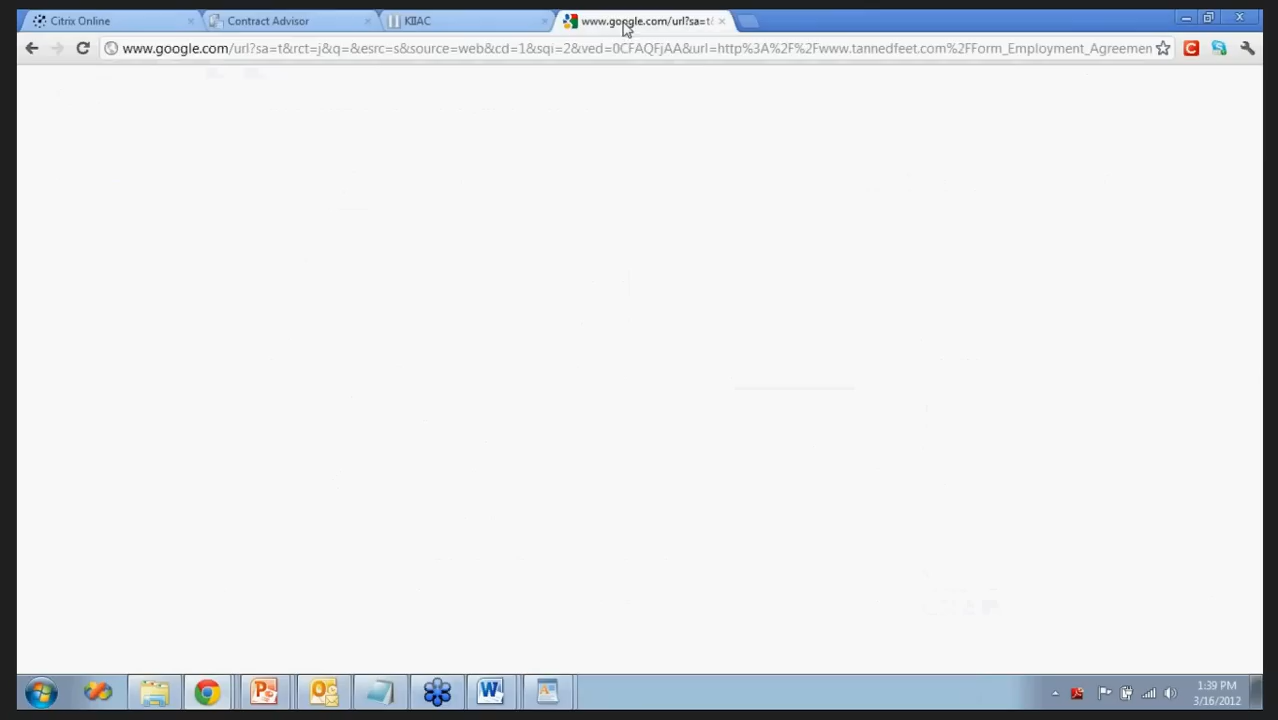 Citrix Online
Contract Advisor
KIIAC
www.google.com/url?sa=t&
www.google.com/url?sa=t&rct=j&q=&esrc=s&source=web&cd=1&sqi=2&ved=0CFAQFjAA&url=http%3A%2F%2Fwww.tannedfeet.com%2FForm_Employment_Agreemen
1:39 PM
3/16/2012